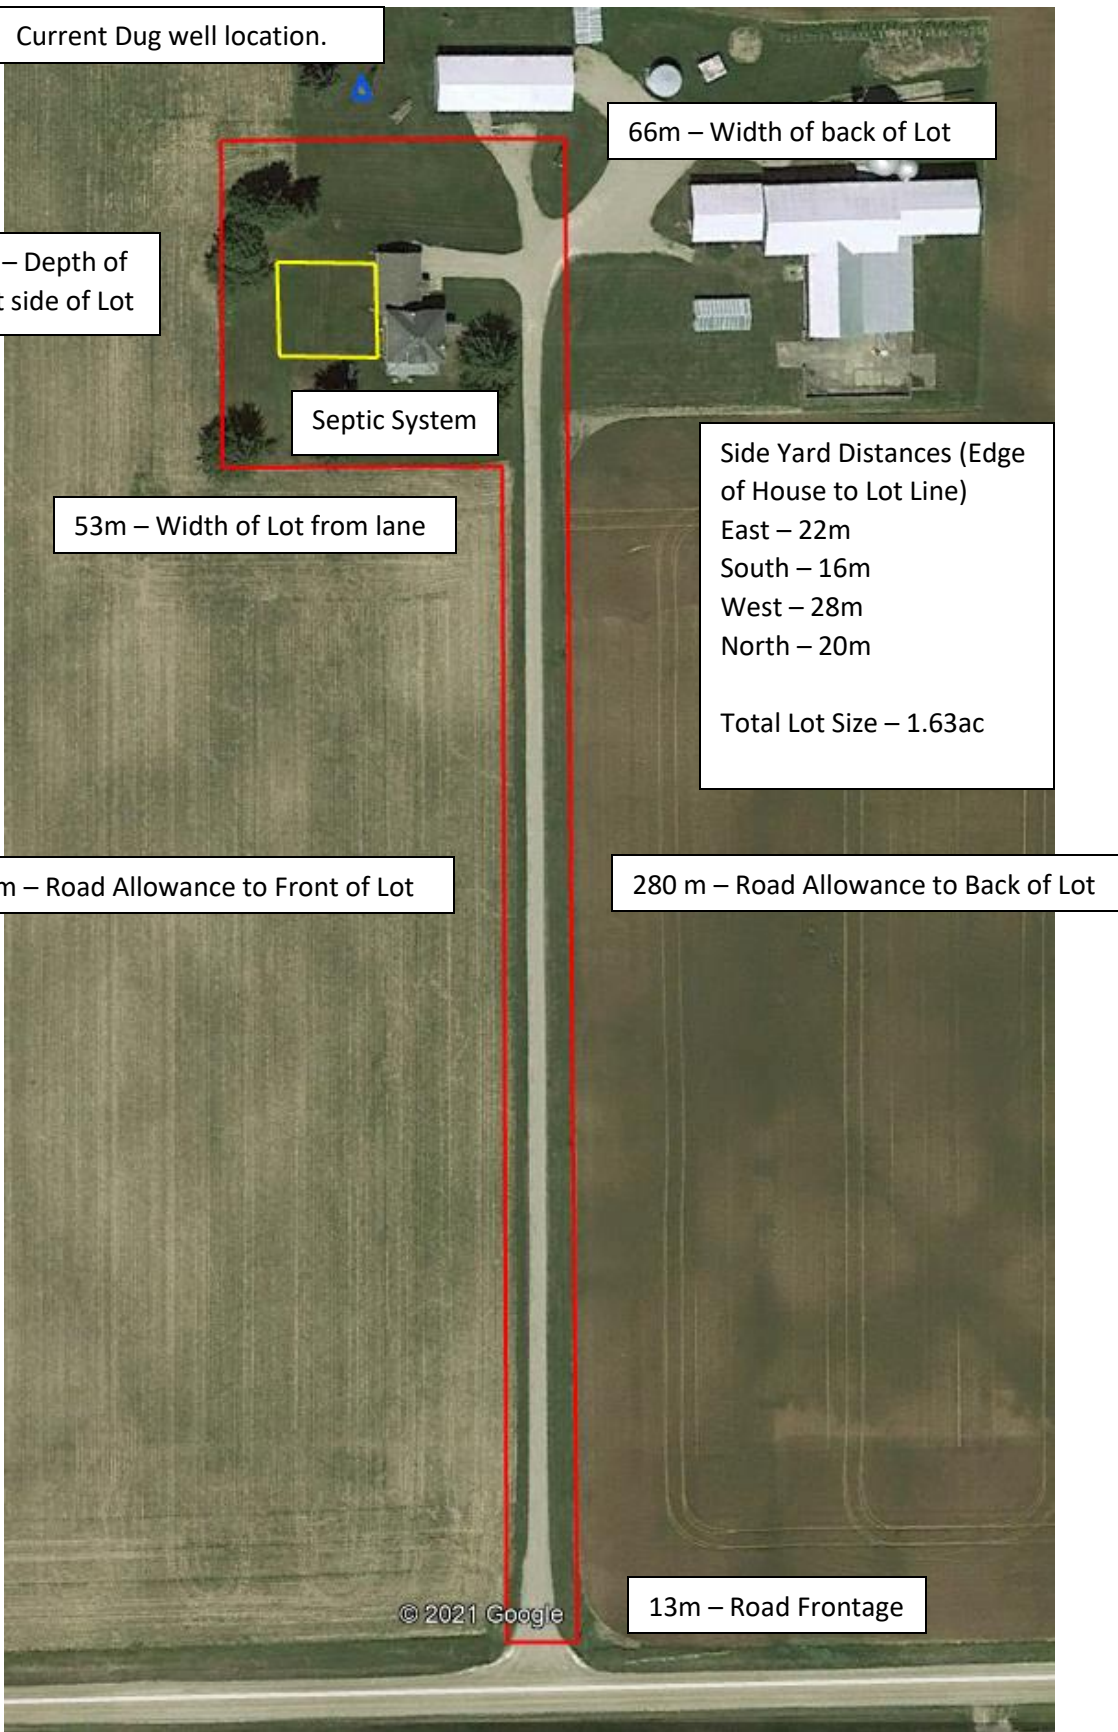 Current Dug well location.
66m – Width of back of Lot
– Depth of
side of Lot
Septic System
53m – Width of Lot from lane
Side Yard Distances (Edge
of House to Lot Line)
East – 22m
South – 16m
West – 28m
North – 20m
Total Lot Size – 1.63ac
m – Road Allowance to Front of Lot
280 m – Road Allowance to Back of Lot
13m – Road Frontage
© 2021 Google